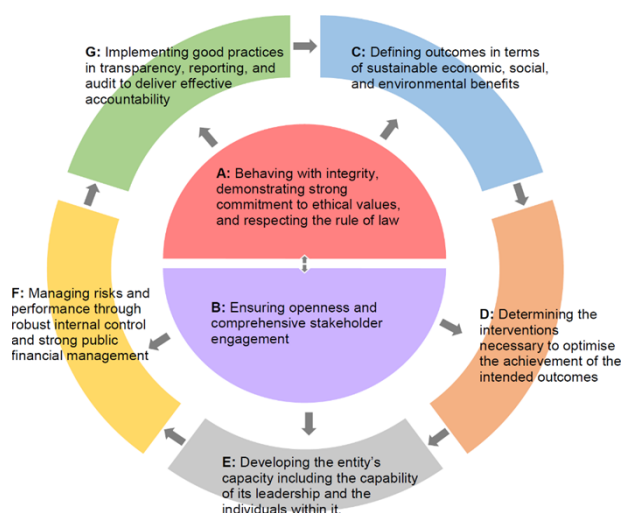 G: Implementing good practices
in transparency, reporting, and
audit to deliver effective
accountability
C: Defining outcomes in terms
of sustainable economic, social,
and environmental benefits
A: Behaving with integrity,
demonstrating strong
commitment to ethical values,
and respecting the rule of law
B: Ensuring openness and
comprehensive stakeholder
engagement
F: Managing risks and
performance through
robust internal control
and strong public
financial management
D: Determining the
interventions
necessary to optimise
the achievement of the
intended outcomes
E: Developing the entity's
capacity including the capability
of its leadership and the
individuals within it.